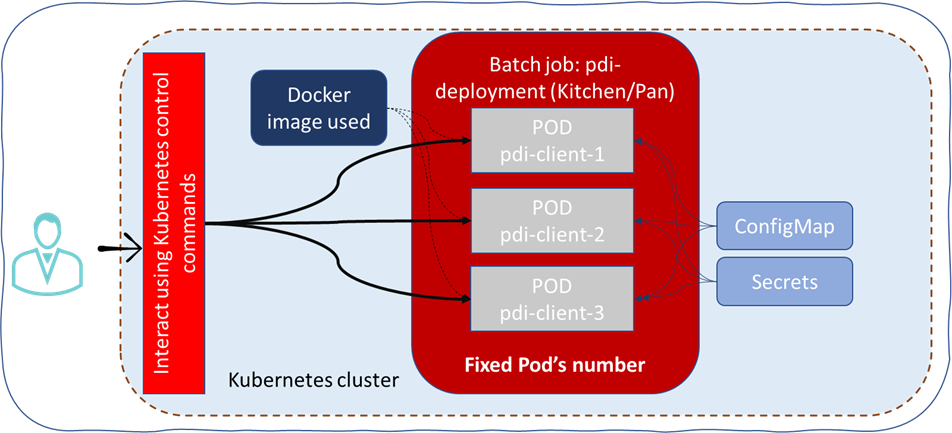 Interact using Kubernetes control
commands
Docker
image used
Batch job: pdi-
deployment (Kitchen/Pan)
POD
pdi-client-1
POD
pdi-client-2
POD
pdi-client-3
Fixed Pod's number
ConfigMap
Secrets
Kubernetes cluster